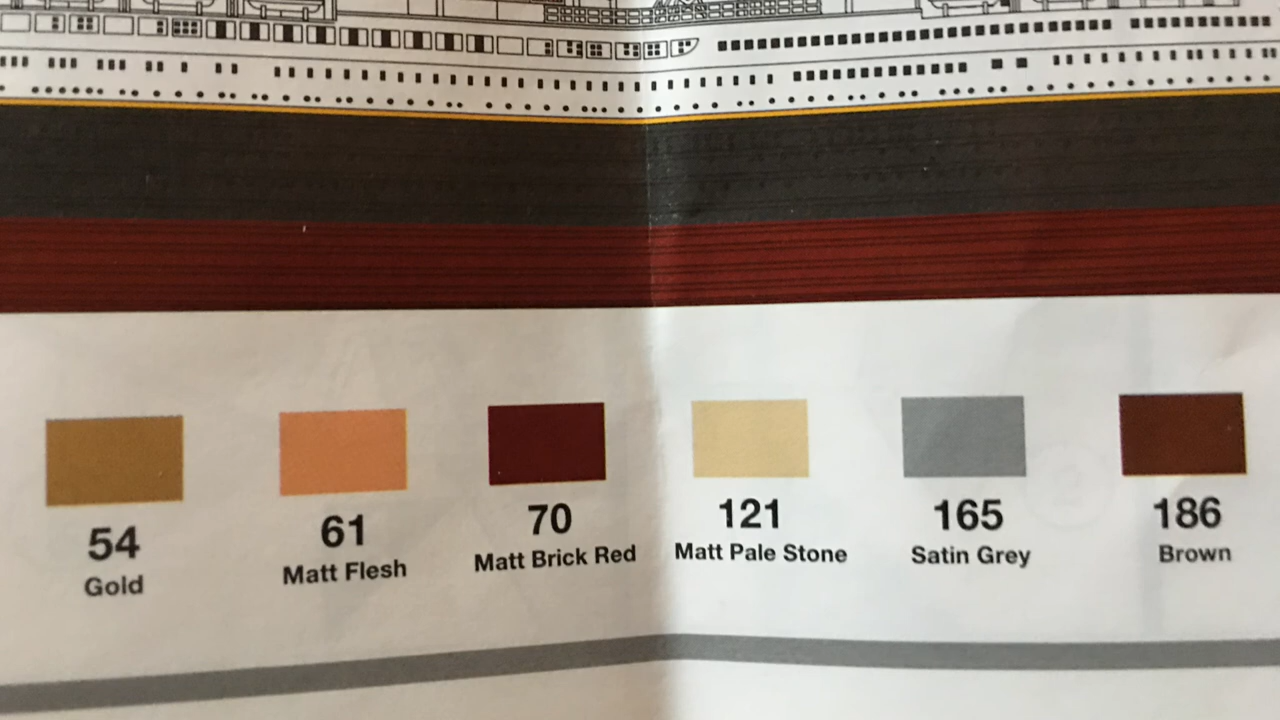 54
Gold
61
Matt Flesh
70
Matt Brick Red
121
Matt Pale Stone
165
Satin Grey
186
Brown